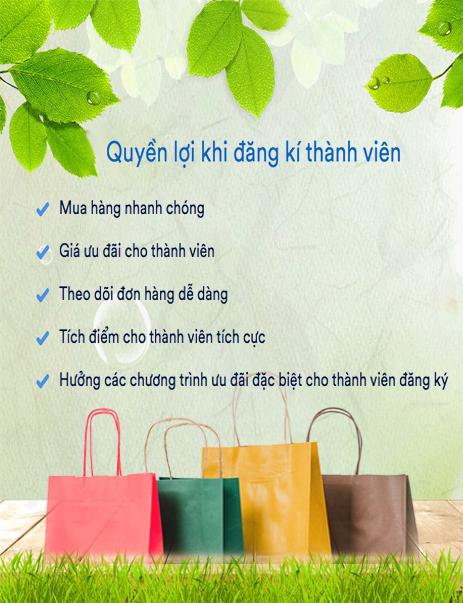 Quyền lợi khi đăng kí thành viên
Mua hàng nhanh chóng
Giá ưu đãi cho thành viên
Theo dõi đơn hàng dễ dàng
Tích điểm cho thành viên tích cực
Hưởng các chương trình ưu đãi đặc biệt cho thành viên đăng ký